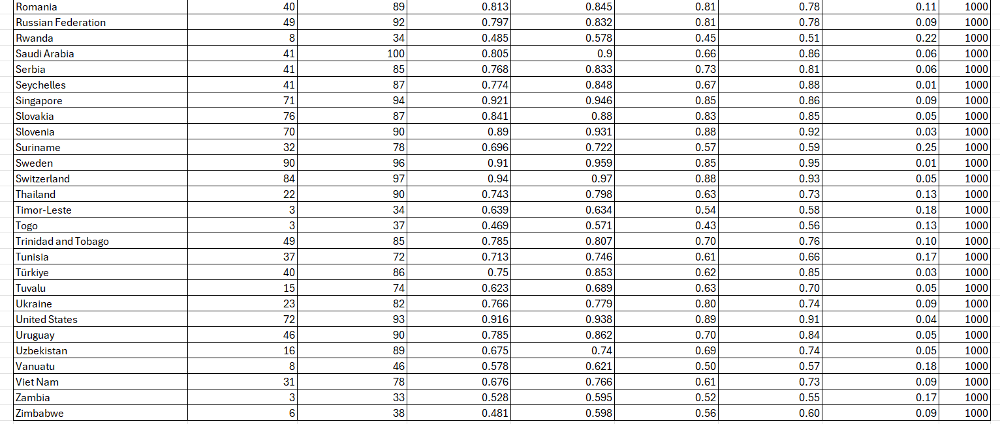 Romania 40 89 0.813 0.845 0.81 0.78 0.11 1000
Russian Federation 49 92 0.797 0.832 0.81 0.78 0.09 1000
Rwanda 8 34 0.485 0.578 0.45 0.51 0.22 1000
Saudi Arabia 41 100 0.805 0.9 0.66 0.86 0.06 1000
Serbia 41 85 0.768 0.833 0.73 0.81 0.06 1000
Seychelles 41 87 0.774 0.848 0.67 0.88 0.01 1000
Singapore 71 94 0.921 0.946 0.85 0.86 0.09 1000
Slovakia 76 87 0.841 0.88 0.83 0.85 0.05 1000
Slovenia 70 90 0.89 0.931 0.88 0.92 0.03 1000
Suriname 32 78 0.696 0.722 0.57 0.59 0.25 1000
Sweden 90 96 0.91 0.959 0.85 0.95 0.01 1000
Switzerland 84 97 0.94 0.97 0.88 0.93 0.05 1000
Thailand 22 90 0.743 0.798 0.63 0.73 0.13 1000
Timor-Leste 3 34 0.639 0.634 0.54 0.58 0.18 1000
Togo 3 37 0.469 0.571 0.43 0.56 0.13 1000
Trinidad and Tobago 49 85 0.785 0.807 0.70 0.76 0.10 1000
Tunisia 37 72 0.713 0.746 0.61 0.66 0.17 1000
Türkiye 40 86 0.75 0.853 0.62 0.85 0.03 1000
Tuvalu 15 74 0.623 0.689 0.63 0.70 0.05 1000
Ukraine 23 82 0.766 0.779 0.80 0.74 0.09 1000
United States 72 93 0.916 0.938 0.89 0.91 0.04 1000
Uruguay 46 90 0.785 0.862 0.70 0.84 0.05 1000
Uzbekistan 16 89 0.675 0.74 0.69 0.74 0.05 1000
Vanuatu 8 46 0.578 0.621 0.50 0.57 0.18 1000
Viet Nam 31 78 0.676 0.766 0.61 0.73 0.09 1000
Zambia 3 33 0.528 0.595 0.52 0.55 0.17 1000
Zimbabwe 6 38 0.481 0.598 0.56 0.60 0.09 1000